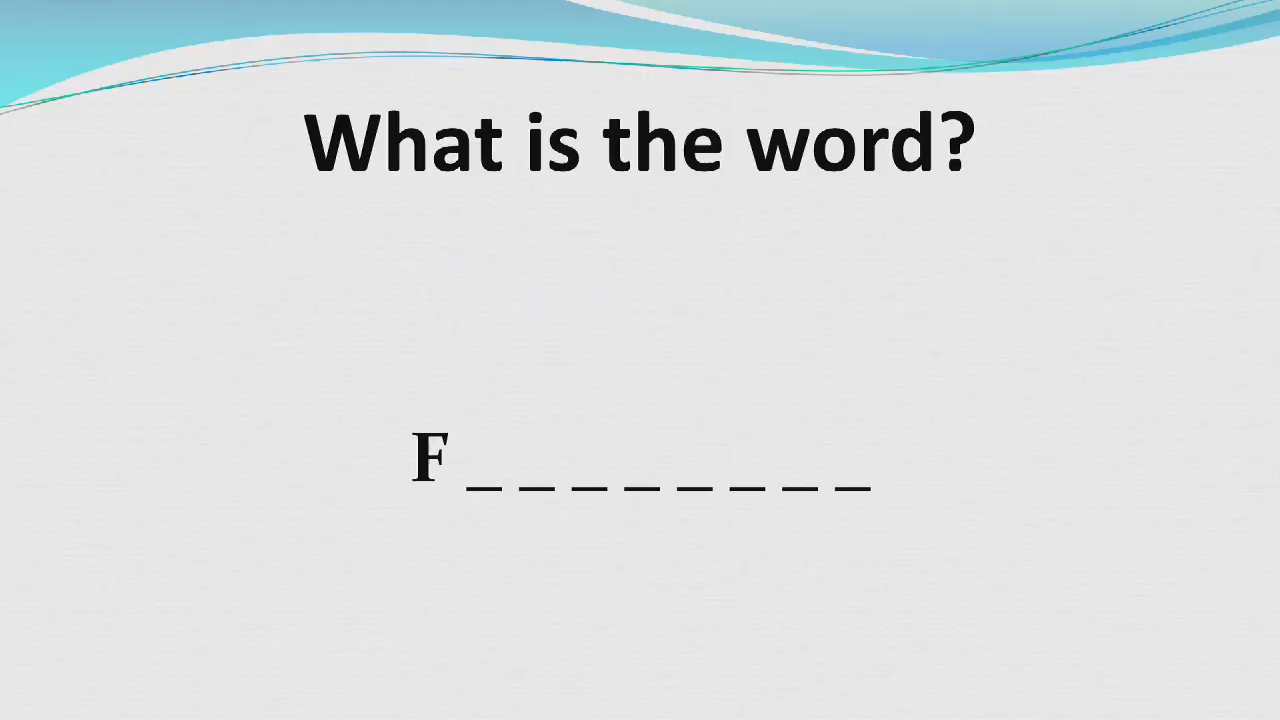 What is the word?
F _ _ _ _ _ _ _ _